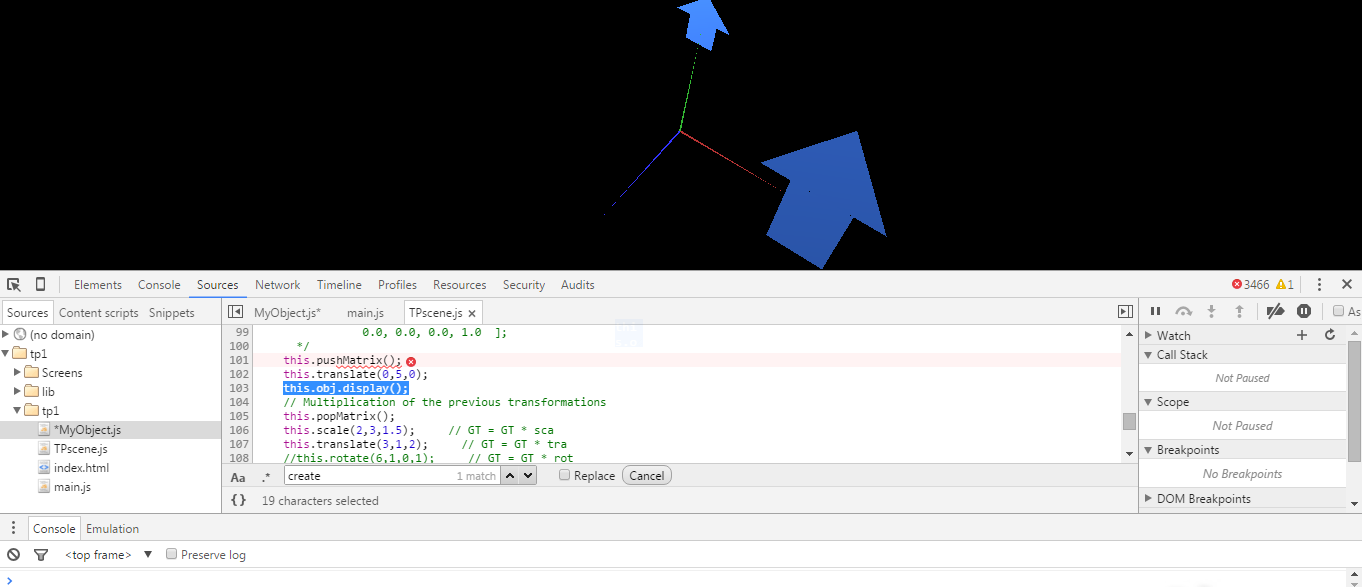 Elements Console Sources Network Timeline Profiles Resources Security Audits 3466 1
Sources Content scripts Snippets
MyObject.js* main.js TPscene.js
As
(no domain)
tp1
Screens
lib
tp1
*MyObject.js
TPscene.js
index.html
main.js
99 0.0, 0.0, 0.0, 1.0 ];
100 */
101 this.pushMatrix();
102 this.translate(0,5,0);
103 this.obj.display();
104 // Multiplication of the previous transformations
105 this.popMatrix();
106 this.scale(2,3,1.5); // GT = GT * sca
107 this.translate(3,1,2); // GT = GT * tra
108 //this.rotate(6,1,0,1); // GT = GT * rot
Aa .* create 1 match Replace Cancel
{} 19 characters selected
Watch
Call Stack
Not Paused
Scope
Not Paused
Breakpoints
No Breakpoints
DOM Breakpoints
Console Emulation
<top frame> Preserve log